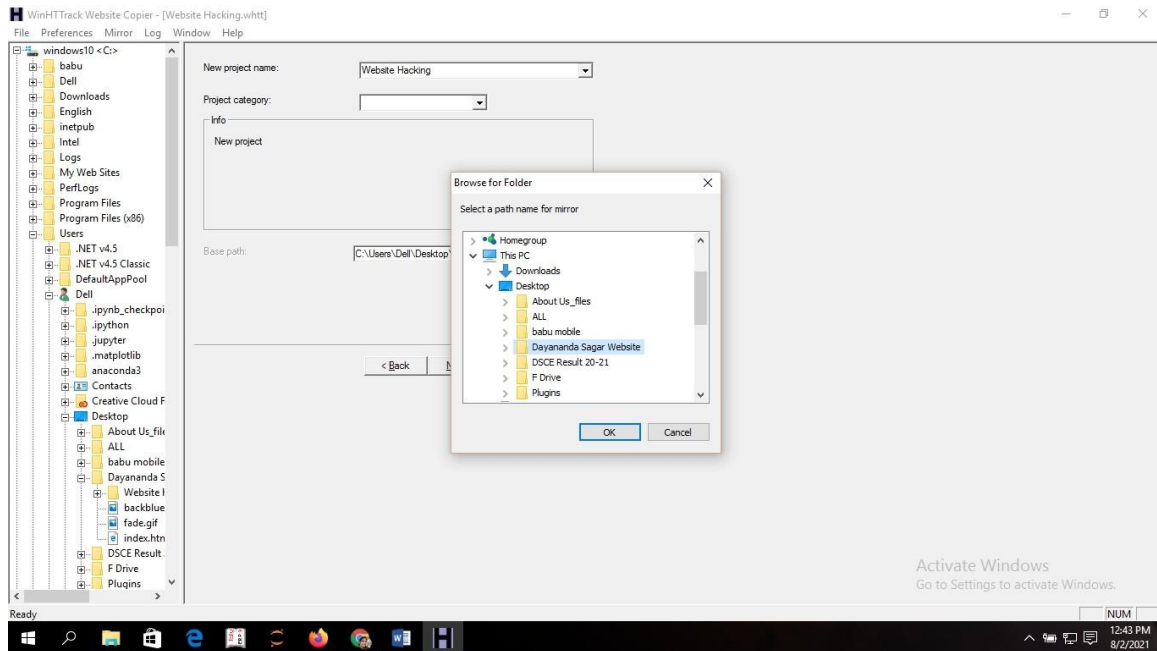 WinHTTrack Website Copier - [Website Hacking.whtt]
File Preferences Mirror Log Window Help
windows10 <C:>
babu
Dell
Downloads
English
inetpub
Intel
Logs
My Web Sites
PerfLogs
Program Files
Program Files (x86)
Users
.NET v4.5
.NET v4.5 Classic
DefaultAppPool
Dell
.ipynb_checkpoi
.ipython
.jupyter
.matplotlib
anaconda3
Contacts
Creative Cloud F
Desktop
About Us_file
ALL
babu mobile
Dayananda S
Website H
backblue
fade.gif
index.htn
DSCE Result
F Drive
Plugins
New project name:
Website Hacking
Project category:
Info
New project
Base path:
C:\Users\Dell\Desktop\
< Back
N
Browse for Folder
Select a path name for mirror
Homegroup
This PC
Downloads
Desktop
About Us_files
ALL
babu mobile
Dayananda Sagar Website
DSCE Result 20-21
F Drive
Plugins
OK Cancel
Activate Windows
Go to Settings to activate Windows.
Ready
NUM
12:43 PM
8/2/2021